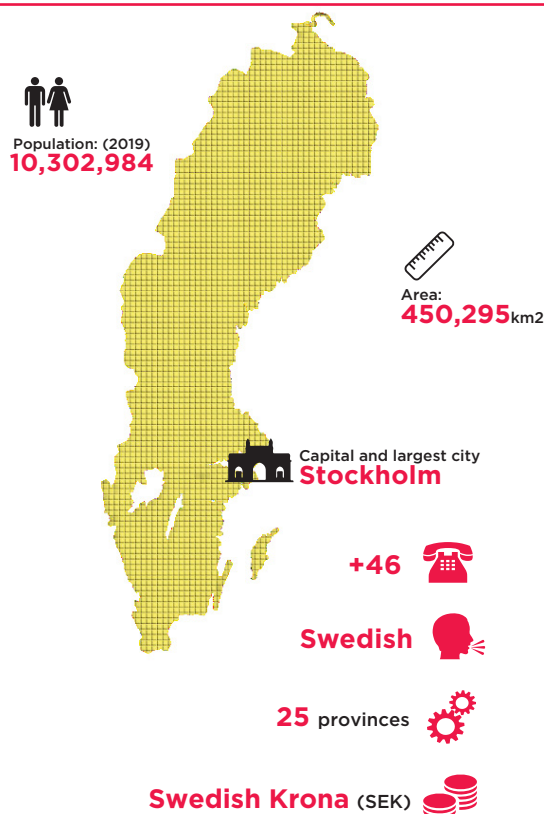 Population: (2019)
10,302,984
Area:
450,295km2
Capital and largest city
Stockholm
+46
Swedish
25 provinces
Swedish Krona (SEK)